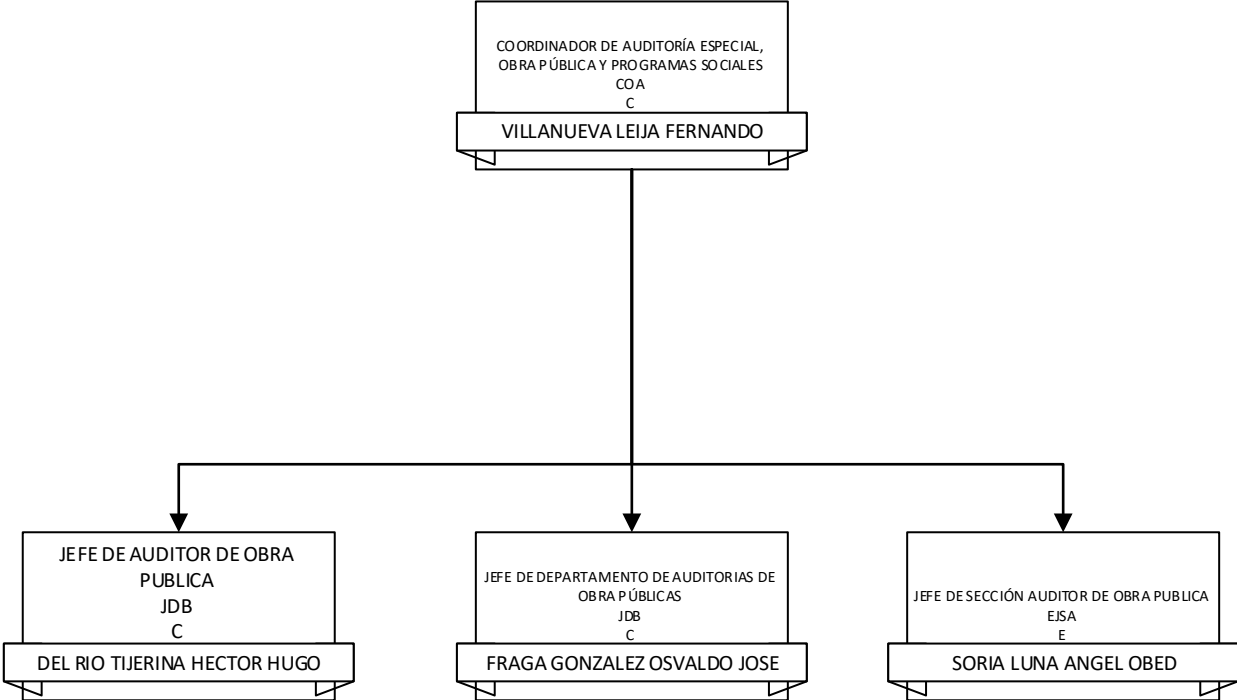 COORDINADOR DE AUDITORÍA ESPECIAL,
OBRA PÚBLICA Y PROGRAMAS SOCIALES
COA
C
VILLANUEVA LEIJA FERNANDO
JEFE DE AUDITOR DE OBRA
PUBLICA
JDB
C
DEL RIO TIJERINA HECTOR HUGO
JEFE DE DEPARTAMENTO DE AUDITORIAS DE
OBRA PÚBLICAS
JDB
C
FRAGA GONZALEZ OSVALDO JOSE
JEFE DE SECCIÓN AUDITOR DE OBRA PUBLICA
EJSA
E
SORIA LUNA ANGEL OBED